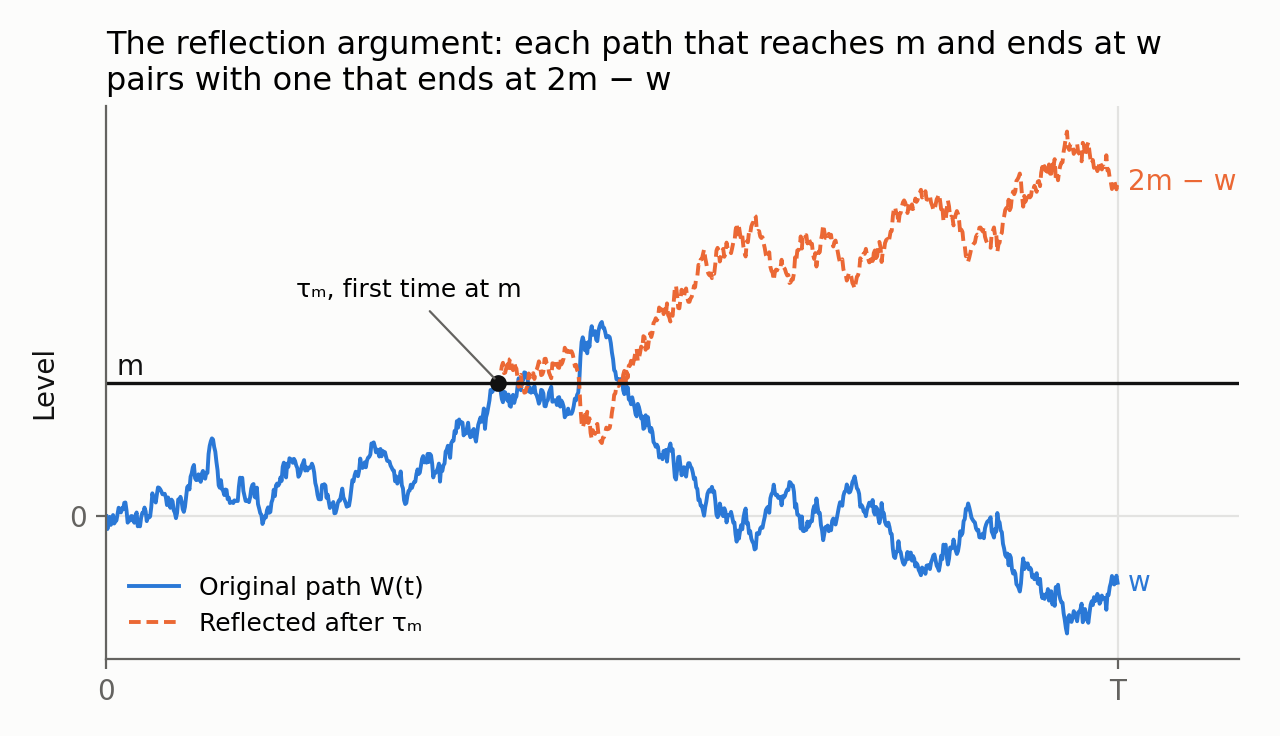 The reflection argument: each path that reaches m and ends at w
pairs with one that ends at 2m − w
2m − w
τₘ, first time at m
m
Level
0
w
Original path W(t)
Reflected after τₘ
0
T